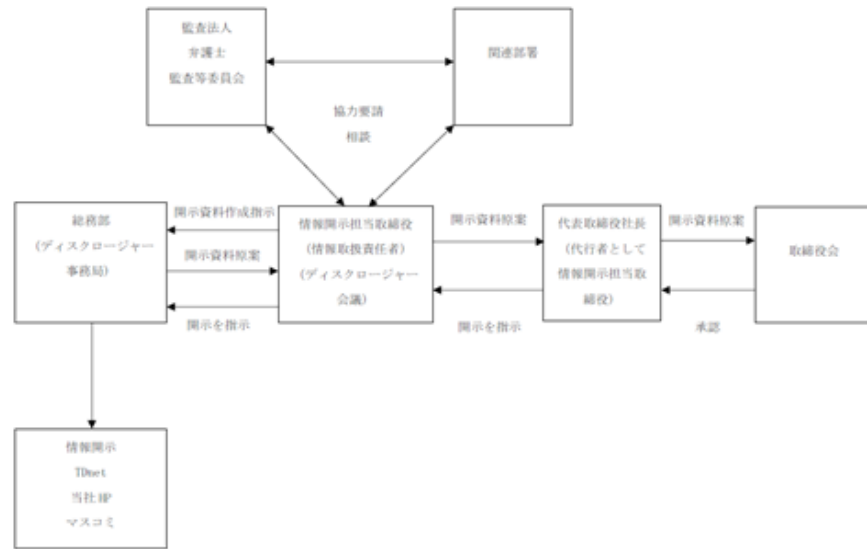 監査法人
弁護士
監査等委員会
関連部署
協力要請
相談
総務部
(ディスクロージャー
事務局)
開示資料作成指示
開示資料原案
開示を指示
情報開示担当取締役
(情報取扱責任者)
(ディスクロージャー
会議)
開示資料原案
開示を指示
代表取締役社長
(代行者として
情報開示担当取
締役)
開示資料原案
承認
取締役会
情報開示
TDnet
当社 HP
マスコミ